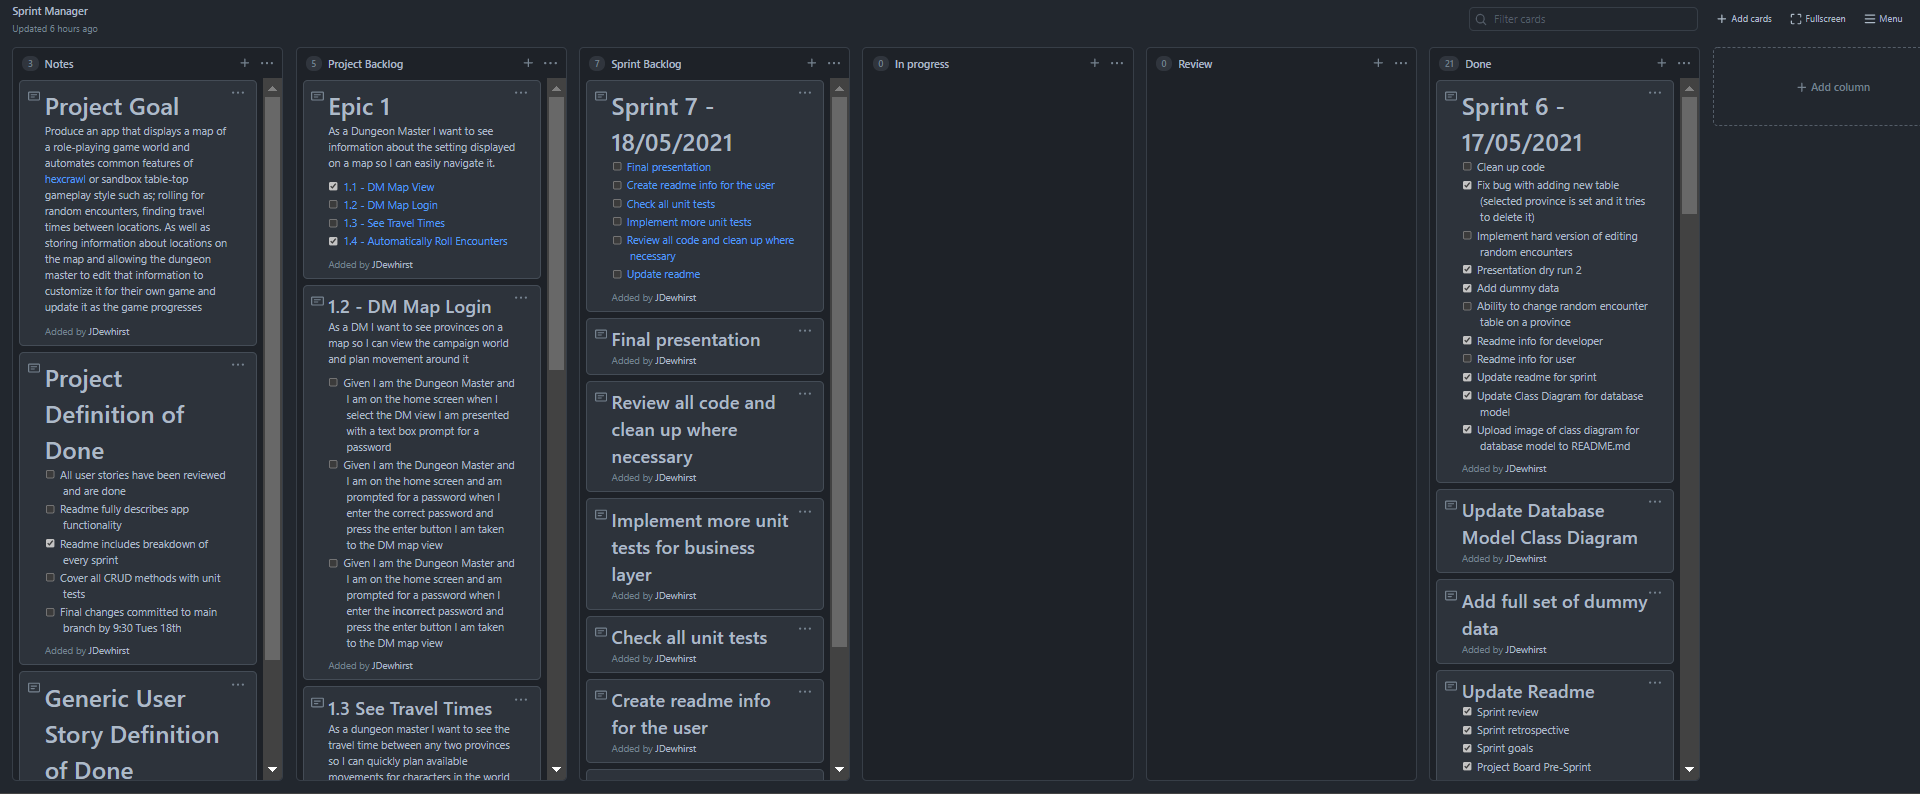 Sprint Manager
Updated 6 hours ago
Filter cards
Add cards
Fullscreen
Menu
3 Notes
Project Goal
Produce an app that displays a map of
a role-playing game world and
automates common features of
hexcrawl or sandbox table-top
gameplay style such as; rolling for
random encounters, finding travel
times between locations. As well as
storing information about locations on
the map and allowing the dungeon
master to edit that information to
customize it for their own game and
update it as the game progresses
Added by JDewhirst
Project
Definition of
Done
All user stories have been reviewed
and are done
Readme fully describes app
functionality
Readme includes breakdown of
every sprint
Cover all CRUD methods with unit
tests
Final changes committed to main
branch by 9:30 Tues 18th
Added by JDewhirst
Generic User
Story Definition
of Done
5 Project Backlog
Epic 1
As a Dungeon Master I want to see
information about the setting displayed
on a map so I can easily navigate it.
1.1 - DM Map View
1.2 - DM Map Login
1.3 - See Travel Times
1.4 - Automatically Roll Encounters
Added by JDewhirst
1.2 - DM Map Login
As a DM I want to see provinces on a
map so I can view the campaign world
and plan movement around it
Given I am the Dungeon Master and
I am on the home screen when I
select the DM view I am presented
with a text box prompt for a
password
Given I am the Dungeon Master and
I am on the home screen and am
prompted for a password when I
enter the correct password and
press the enter button I am taken
to the DM map view
Given I am the Dungeon Master and
I am on the home screen and am
prompted for a password when I
enter the incorrect password and
press the enter button I am taken
to the DM map view
Added by JDewhirst
1.3 See Travel Times
As a dungeon master I want to see the
travel time between any two provinces
so I can quickly plan available
movements for characters in the world
7 Sprint Backlog
Sprint 7 -
18/05/2021
Final presentation
Create readme info for the user
Check all unit tests
Implement more unit tests
Review all code and clean up where
necessary
Update readme
Added by JDewhirst
Final presentation
Added by JDewhirst
Review all code and
clean up where
necessary
Added by JDewhirst
Implement more unit
tests for business
layer
Added by JDewhirst
Check all unit tests
Added by JDewhirst
Create readme info
for the user
Added by JDewhirst
0 In progress
0 Review
21 Done
Sprint 6 -
17/05/2021
Clean up code
Fix bug with adding new table
(selected province is set and it tries
to delete it)
Implement hard version of editing
random encounters
Presentation dry run 2
Add dummy data
Ability to change random encounter
table on a province
Readme info for developer
Readme info for user
Update readme for sprint
Update Class Diagram for database
model
Upload image of class diagram for
database model to README.md
Added by JDewhirst
Update Database
Model Class Diagram
Added by JDewhirst
Add full set of dummy
data
Added by JDewhirst
Update Readme
Sprint review
Sprint retrospective
Sprint goals
Project Board Pre-Sprint
Add column